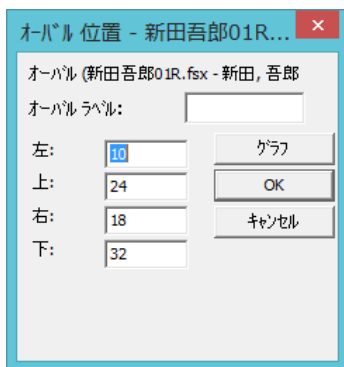 オーバル 位置 - 新田吾郎01R...
オーバル (新田吾郎01R.fsx - 新田, 吾郎
オーバル ラベル:
左: 10 グラフ
上: 24 OK
右: 18 キャンセル
下: 32